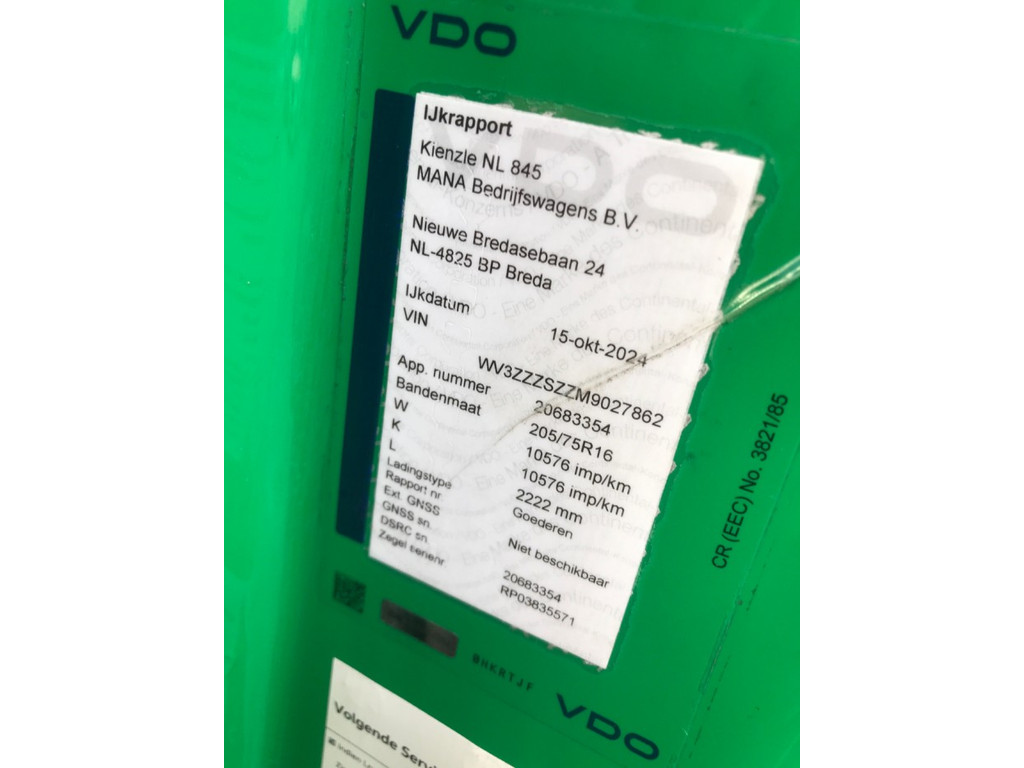 VDO
IJkrapport
Kienzle NL 845
MANA Bedrijfswagens B.V.
Nieuwe Bredasebaan 24
NL-4825 BP Breda
IJkdatum 15-okt-2024
VIN WV3ZZZSZZM9027862
App. nummer 20683354
Bandenmaat 205/75R16
W 10576 imp/km
K 10576 imp/km
L 2222 mm
Ladingstype Goederen
Rapport nr
Ext. GNSS Niet beschikbaar
GNSS sn.
DSRC sn. 20683354
Zegel serienr RP03835571
CR (EEC) No. 3821/85
0HKRTJF
VDO
Volgende Servi